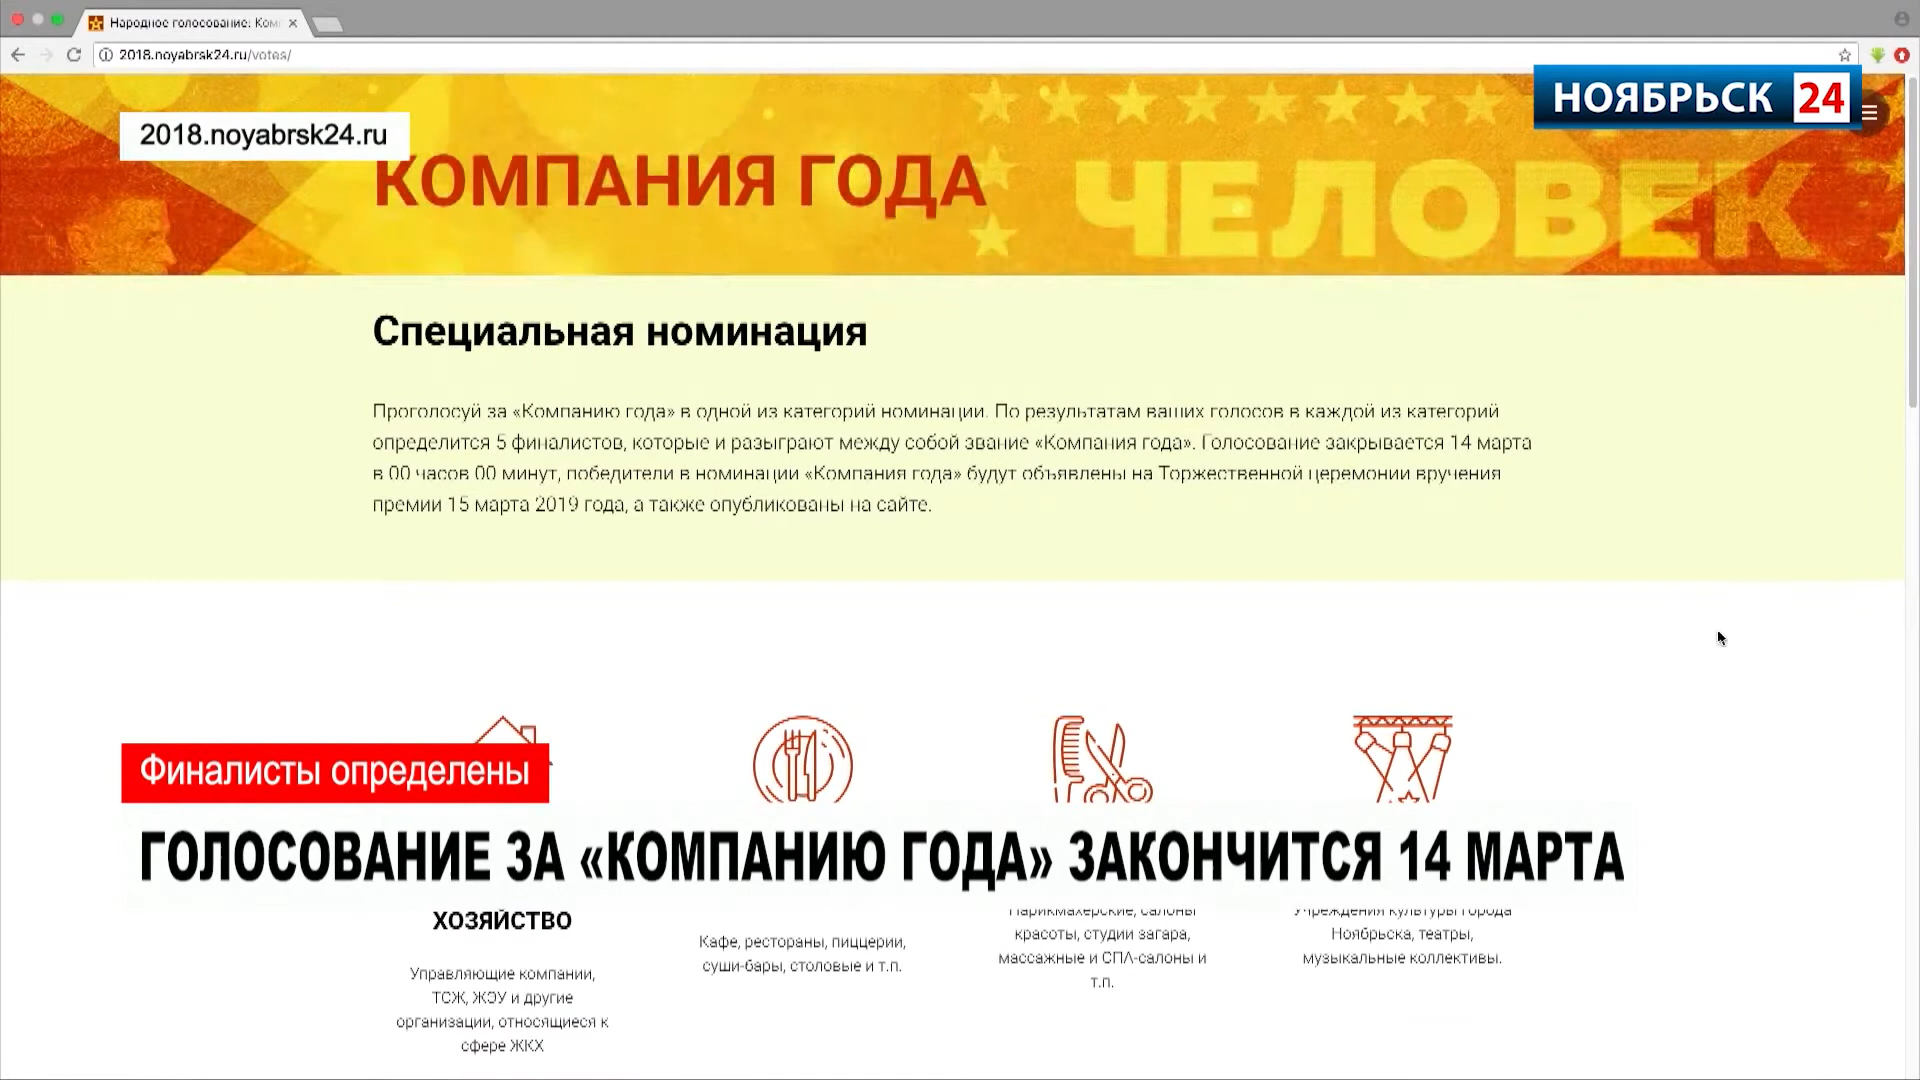 Народное голосование: Ком
2018.noyabrsk24.ru/votes/
НОЯБРЬСК 24
2018.noyabrsk24.ru
КОМПАНИЯ ГОДА
ЧЕЛОВЕК
Специальная номинация
Проголосуй за «Компанию года» в одной из категорий номинации. По результатам ваших голосов в каждой из категорий
определится 5 финалистов, которые и разыграют между собой звание «Компания года». Голосование закрывается 14 марта
в 00 часов 00 минут, победители в номинации «Компания года» будут объявлены на Торжественной церемонии вручения
премии 15 марта 2019 года, а также опубликованы на сайте.
Финалисты определены
ГОЛОСОВАНИЕ ЗА «КОМПАНИЮ ГОДА» ЗАКОНЧИТСЯ 14 МАРТА
ХОЗЯЙСТВО
Управляющие компании,
ТСЖ, ЖЭУ и другие
организации, относящиеся к
сфере ЖКХ
Кафе, рестораны, пиццерии,
суши-бары, столовые и т.п.
Парикмахерские, салоны
красоты, студии загара,
массажные и СПА-салоны и
т.п.
Учреждения культуры города
Ноябрьска, театры,
музыкальные коллективы.